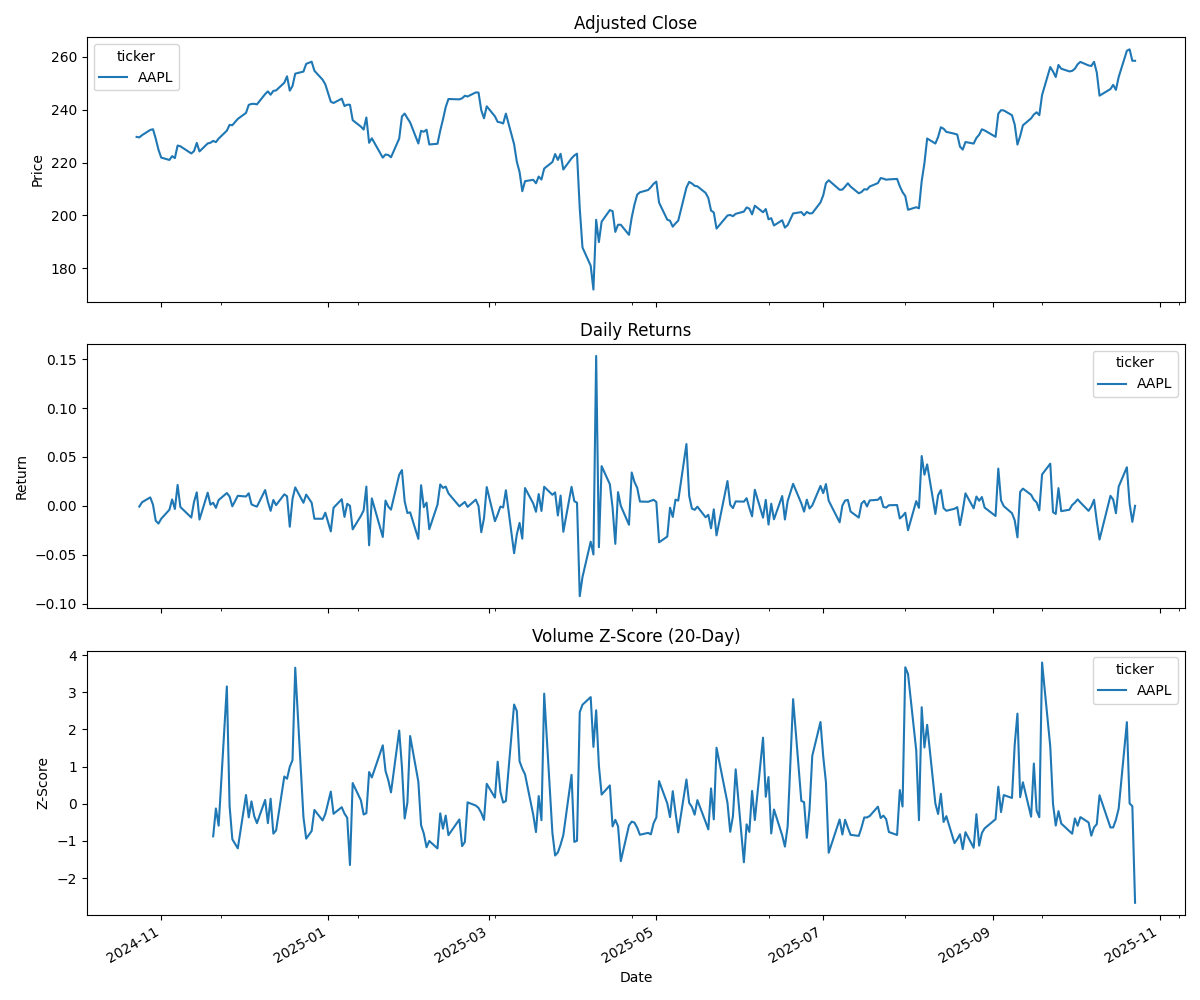 Adjusted Close
ticker
AAPL
Price
260
240
220
200
180
Daily Returns
ticker
AAPL
Return
0.15
0.10
0.05
0.00
−0.05
−0.10
Volume Z-Score (20-Day)
ticker
AAPL
Z-Score
4
3
2
1
0
−1
−2
2024-11
2025-01
2025-03
2025-05
2025-07
2025-09
2025-11
Date